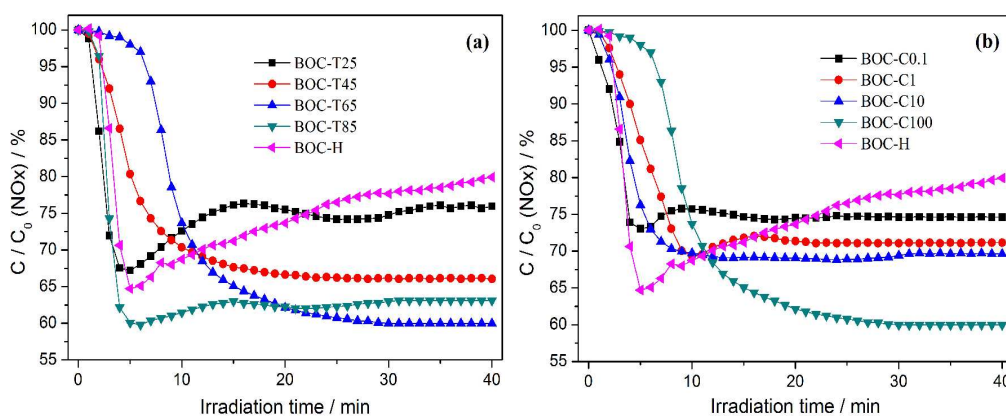 (a)
BOC-T25
BOC-T45
BOC-T65
BOC-T85
BOC-H
C / C0 (NOx) / %
100
95
90
85
80
75
70
65
60
55
0 10 20 30 40
Irradiation time / min
(b)
BOC-C0.1
BOC-C1
BOC-C10
BOC-C100
BOC-H
C / C0 (NOx) / %
100
95
90
85
80
75
70
65
60
55
0 10 20 30 40
Irradiation time / min